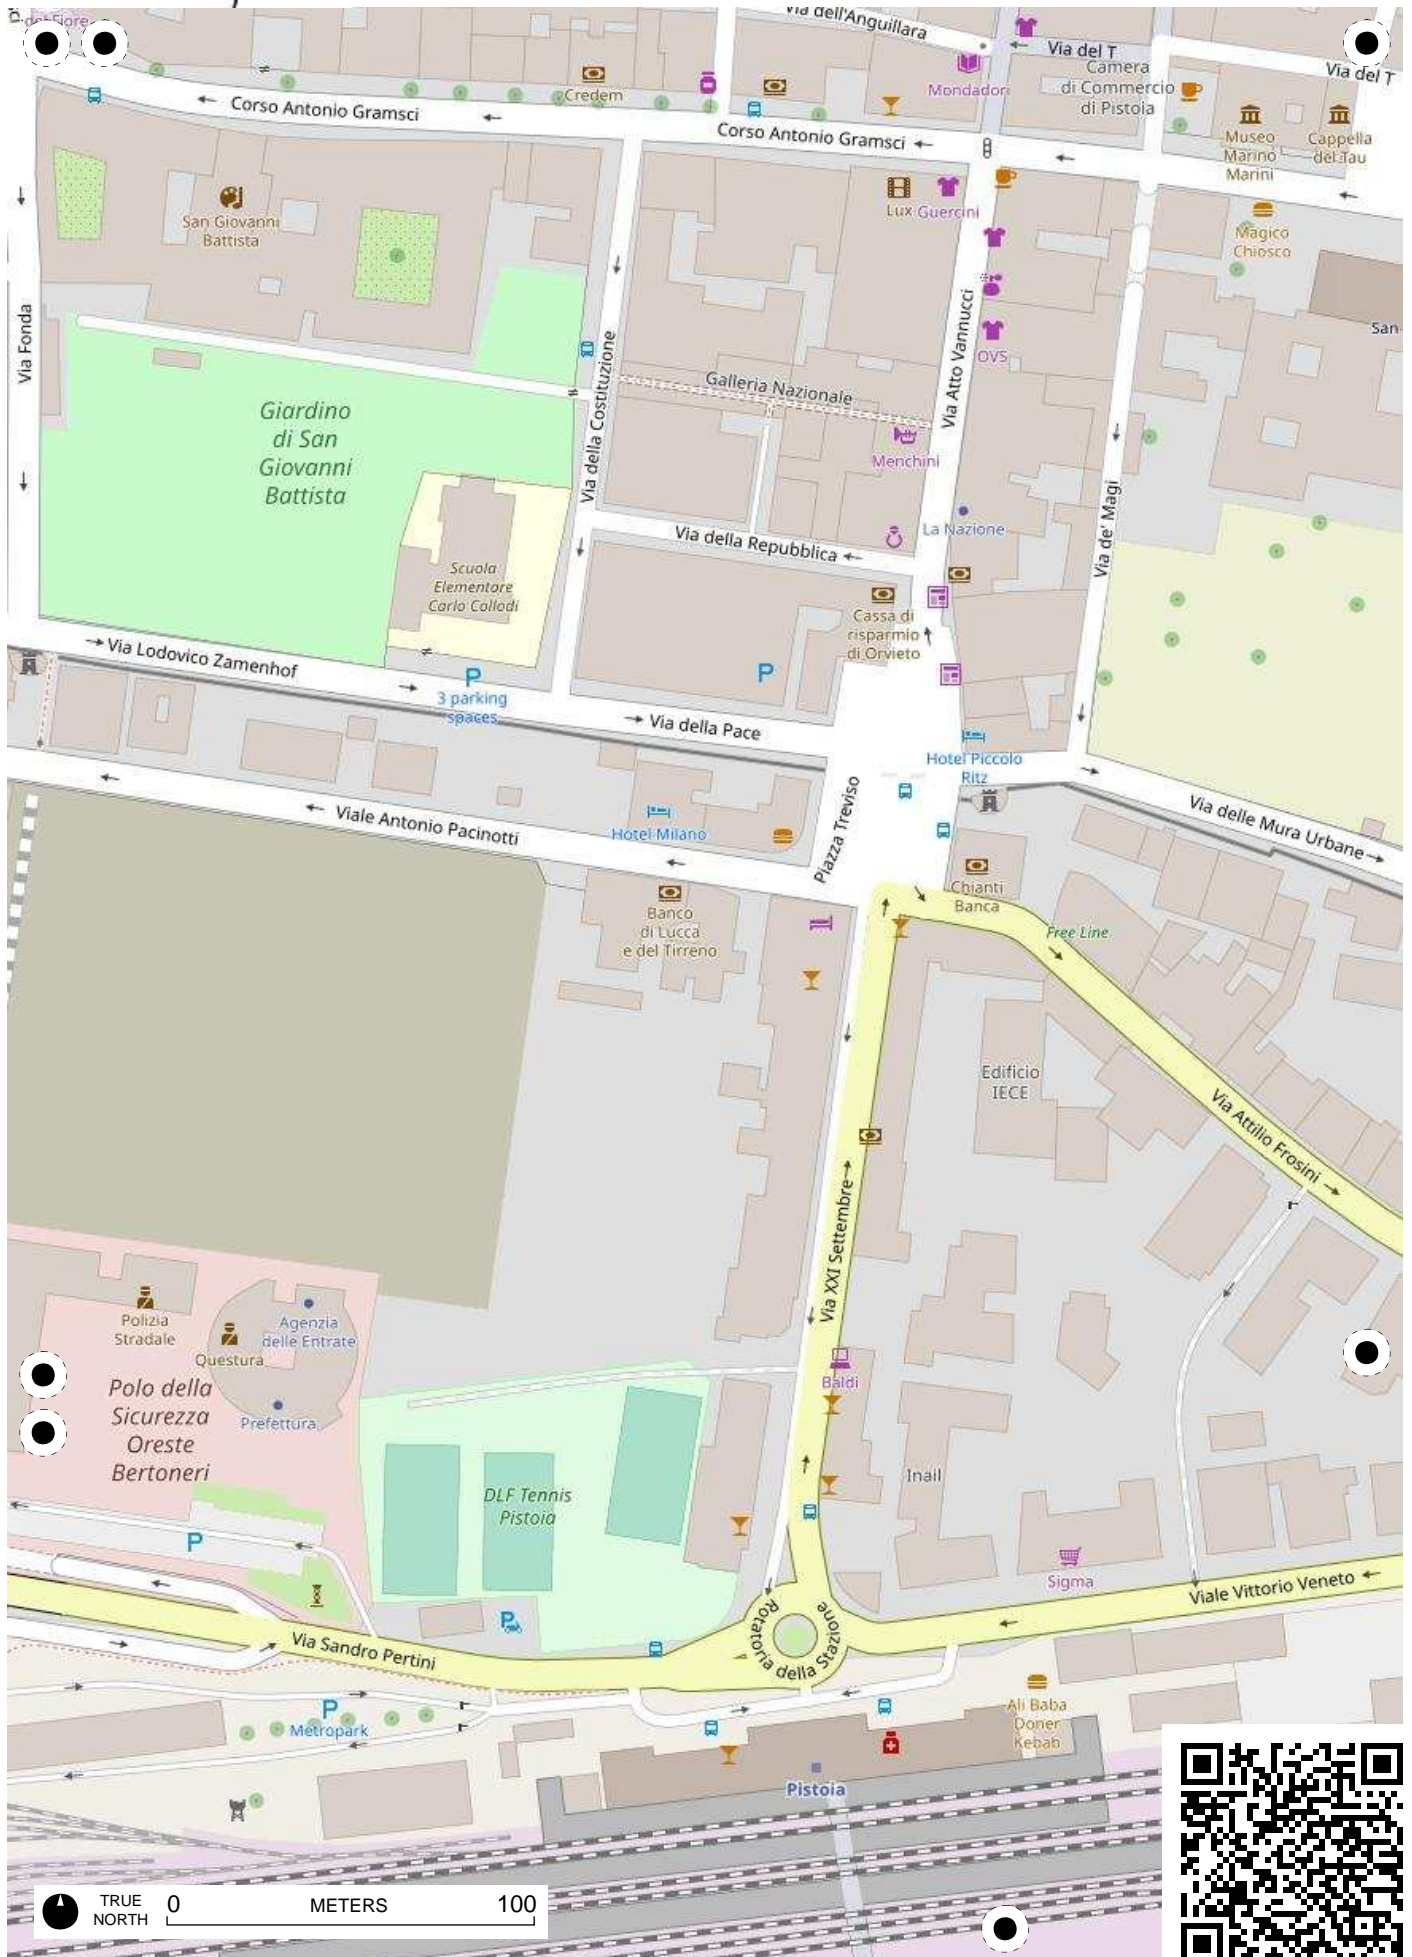 del Fiore
Via dell'Anguillara
Via del T
Via del T
Camera
di Commercio
di Pistoia
Mondadori
Credem
Corso Antonio Gramsci
Corso Antonio Gramsci
Museo
Marino
Marini
Cappella
del Tau
San Giovanni
Battista
Lux
Guercini
Magico
Chiosco
San
Via Fonda
Via della Costituzione
Via Atto Vannucci
OVS
Galleria Nazionale
Giardino
di San
Giovanni
Battista
Menchini
La Nazione
Via de' Magi
Via della Repubblica
Scuola
Elementare
Carlo Collodi
Cassa di
risparmio
di Orvieto
Via Lodovico Zamenhof
P
3 parking
spaces
P
Via della Pace
Hotel Piccolo
Ritz
Piazza Treviso
Viale Antonio Pacinotti
Hotel Milano
Via delle Mura Urbane
Chianti
Banca
Banco
di Lucca
e del Tirreno
Free Line
Edificio
IECE
Via Attilio Frosini
Via XXI Settembre
Polizia
Stradale
Agenzia
delle Entrate
Questura
Prefettura
Polo della
Sicurezza
Oreste
Bertoneri
Baldi
Inail
DLF Tennis
Pistoia
P
Sigma
Viale Vittorio Veneto
P
Rotatoria della Stazione
Via Sandro Pertini
P
Metropark
Ali Baba
Doner
Kebab
Pistoia
TRUE
NORTH
0 METERS 100